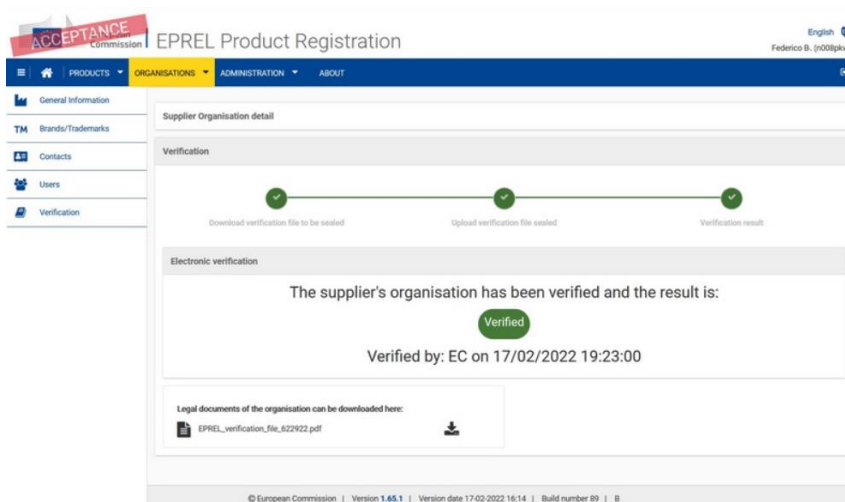 ACCEPTANCE
Commission
EPREL Product Registration
English
Federico B. (n008pkv
PRODUCTS
ORGANISATIONS
ADMINISTRATION
ABOUT
General Information
TM Brands/Trademarks
Contacts
Users
Verification
Supplier Organisation detail
Verification
Download verification file to be sealed
Upload verification file sealed
Verification result
Electronic verification
The supplier's organisation has been verified and the result is:
Verified
Verified by: EC on 17/02/2022 19:23:00
Legal documents of the organisation can be downloaded here:
EPREL_verification_file_622922.pdf
© European Commission | Version 1.65.1 | Version date 17-02-2022 16:14 | Build number 89 | B